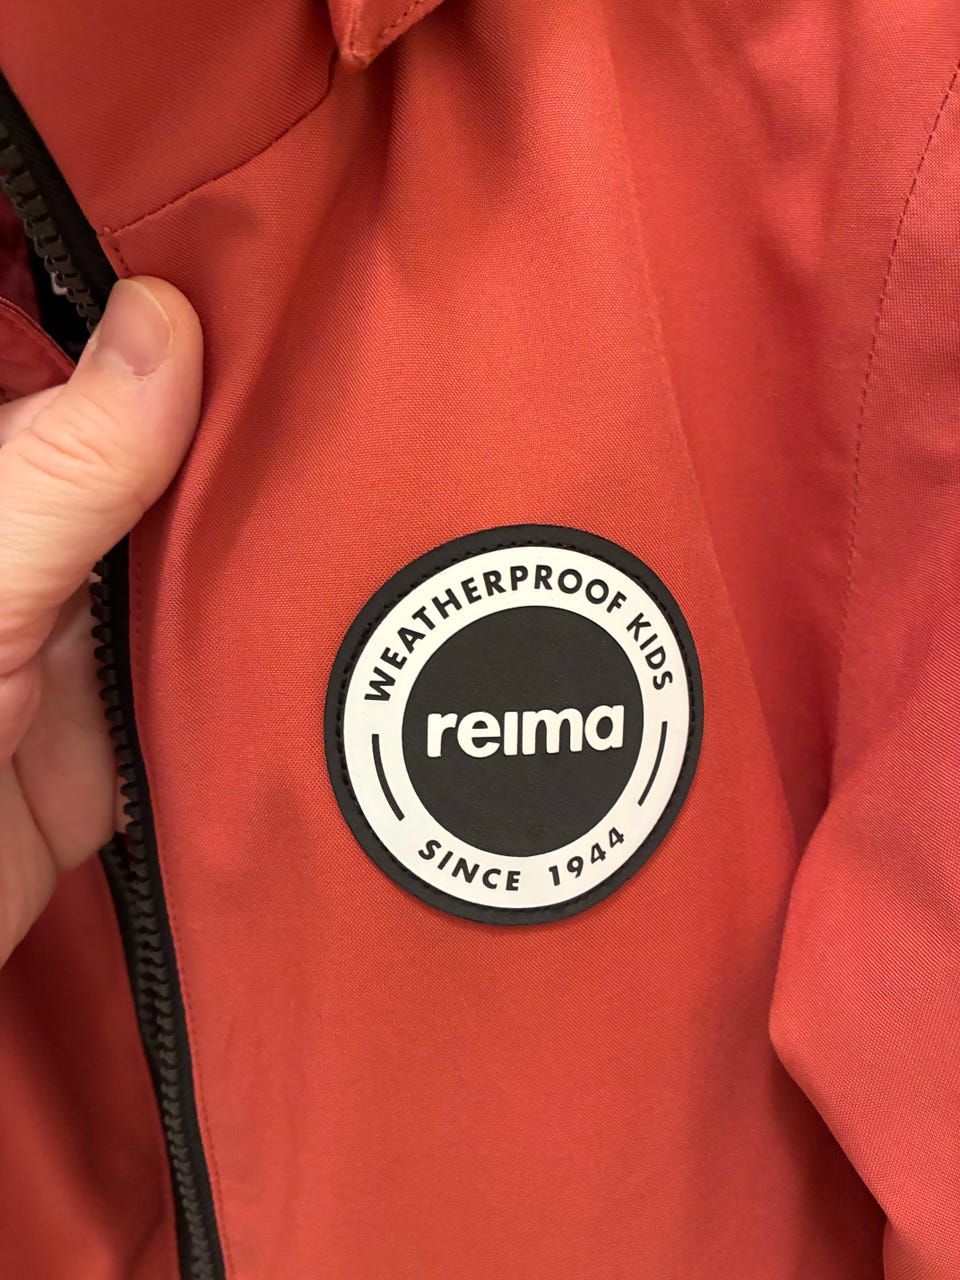 WEATHERPROOF KIDS
reima
SINCE 1944